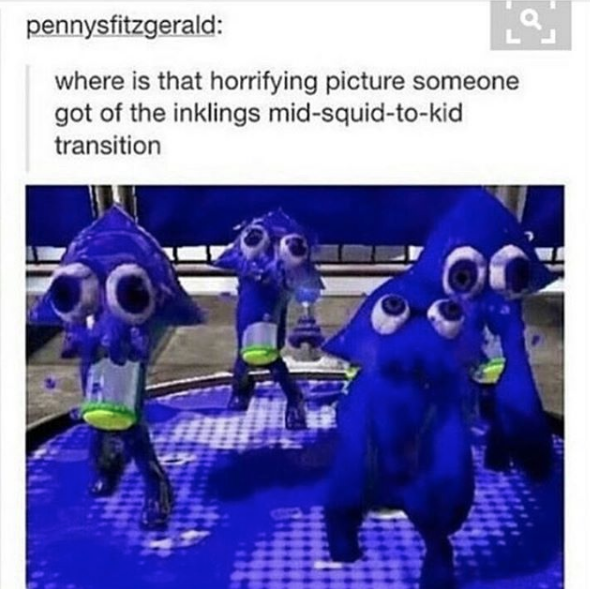 pennysfitzgerald:
where is that horrifying picture someone
got of the inklings mid-squid-to-kid
transition